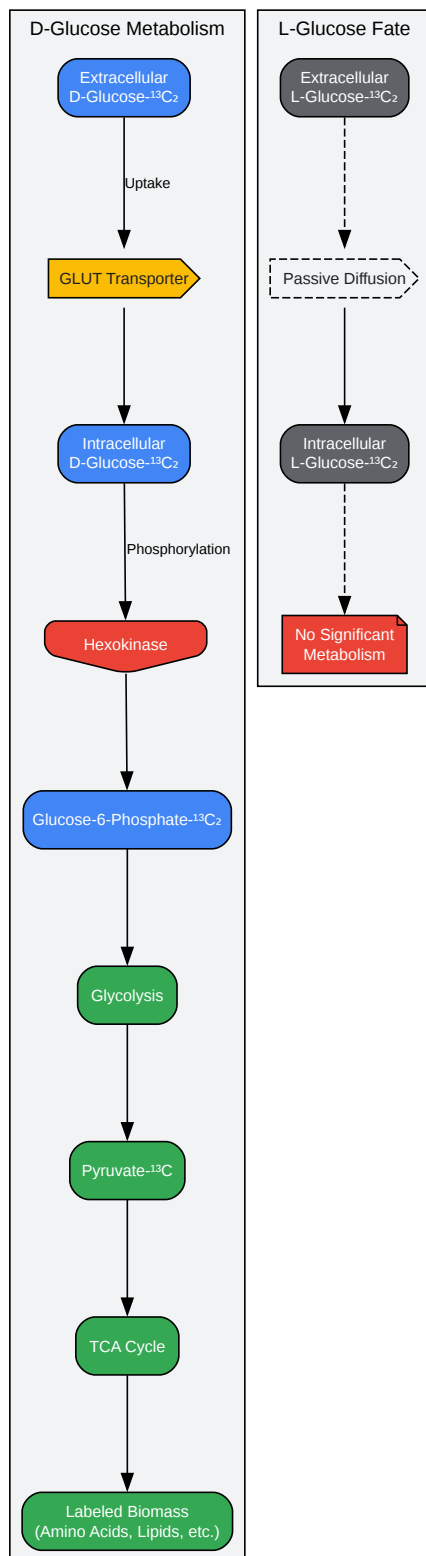 D-Glucose Metabolism
Extracellular
D-Glucose-¹³C₂
Uptake
GLUT Transporter
Intracellular
D-Glucose-¹³C₂
Phosphorylation
Hexokinase
Glucose-6-Phosphate-¹³C₂
Glycolysis
Pyruvate-¹³C
TCA Cycle
Labeled Biomass
(Amino Acids, Lipids, etc.)
L-Glucose Fate
Extracellular
L-Glucose-¹³C₂
Passive Diffusion
Intracellular
L-Glucose-¹³C₂
No Significant
Metabolism